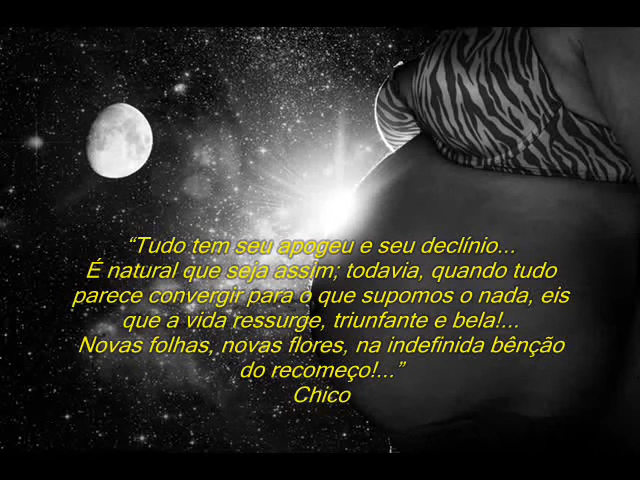 “Tudo tem seu apogeu e seu declínio...
É natural que seja assim; todavia, quando tudo
parece convergir para o que supomos o nada, eis
que a vida ressurge, triunfante e bela!...
Novas folhas, novas flores, na indefinida bênção
do recomeço!...”
Chico